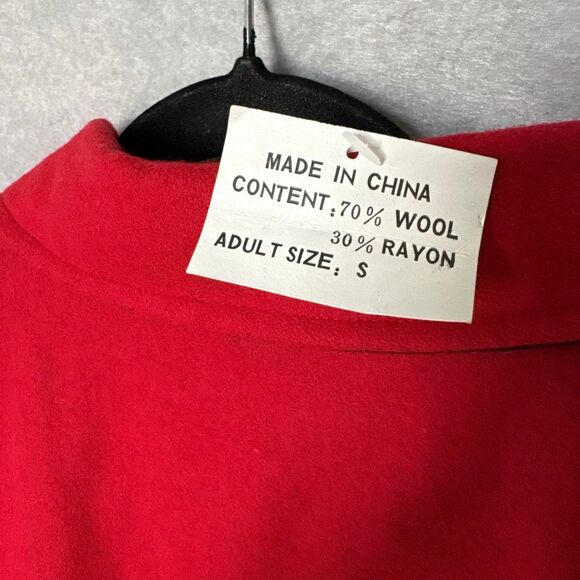 MADE IN CHINA
CONTENT:70% WOOL
30% RAYON
ADULT SIZE: S